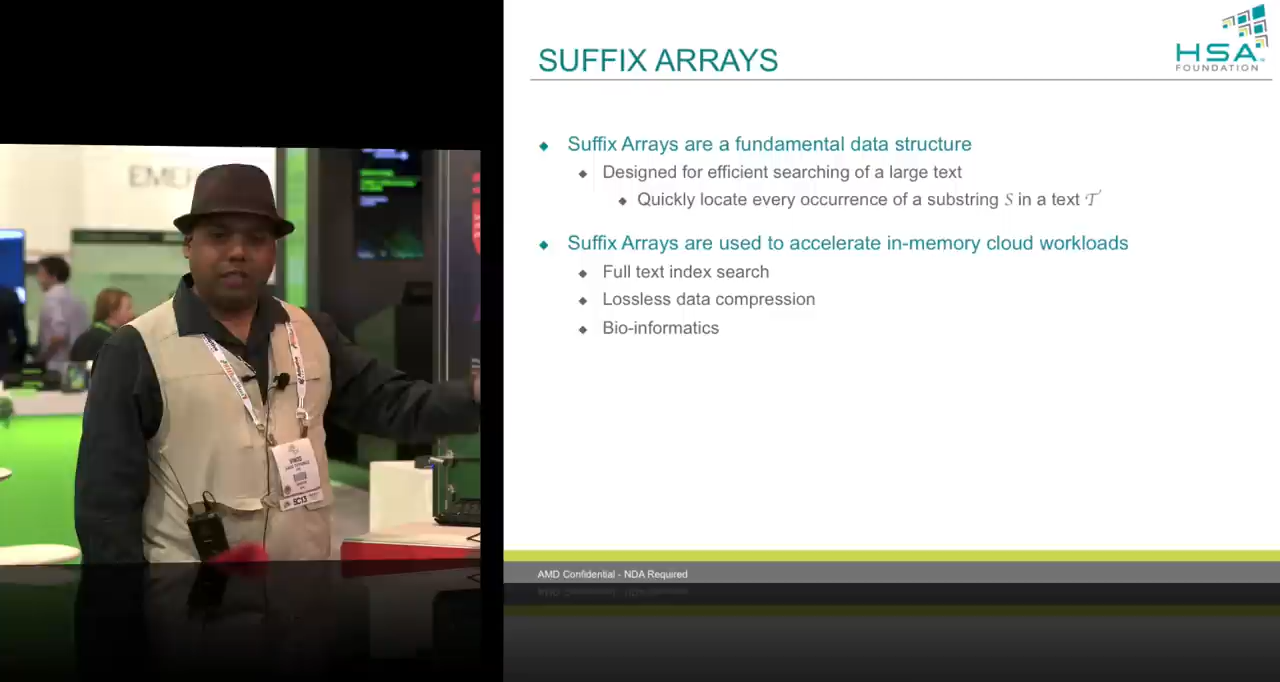 SUFFIX ARRAYS
HSA
FOUNDATION
Suffix Arrays are a fundamental data structure
Designed for efficient searching of a large text
Quickly locate every occurrence of a substring S in a text T
Suffix Arrays are used to accelerate in-memory cloud workloads
Full text index search
Lossless data compression
Bio-informatics
AMD Confidential - NDA Required
SC13